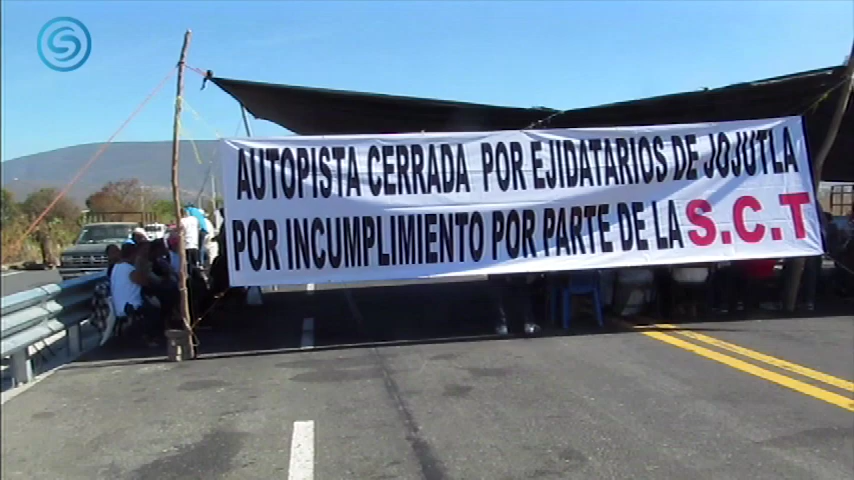 AUTOPISTA CERRADA POR EJIDATARIOS DE JOJUTLA
POR INCUMPLIMIENTO POR PARTE DE LA S.C.T